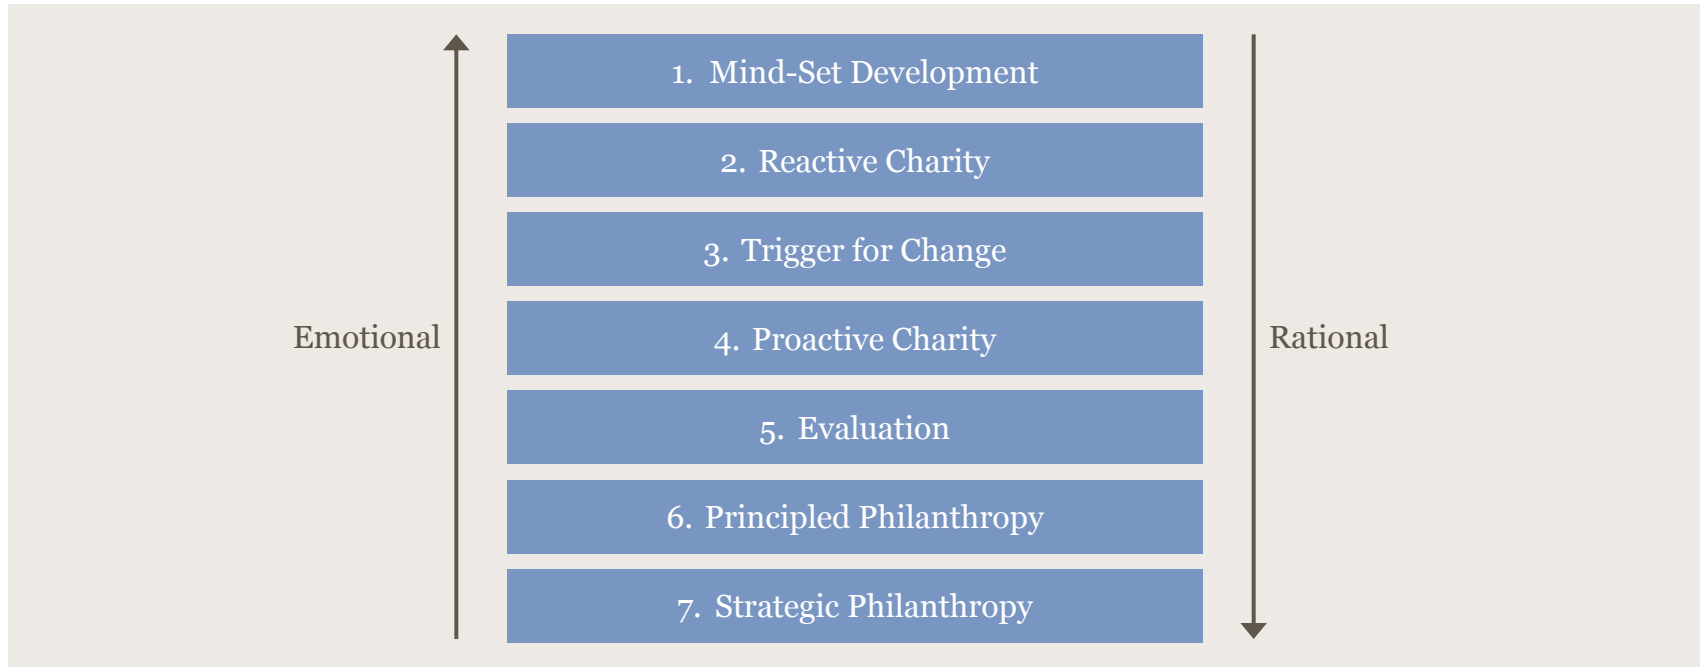 1. Mind-Set Development
2. Reactive Charity
3. Trigger for Change
Emotional
4. Proactive Charity
Rational
5. Evaluation
6. Principled Philanthropy
7. Strategic Philanthropy